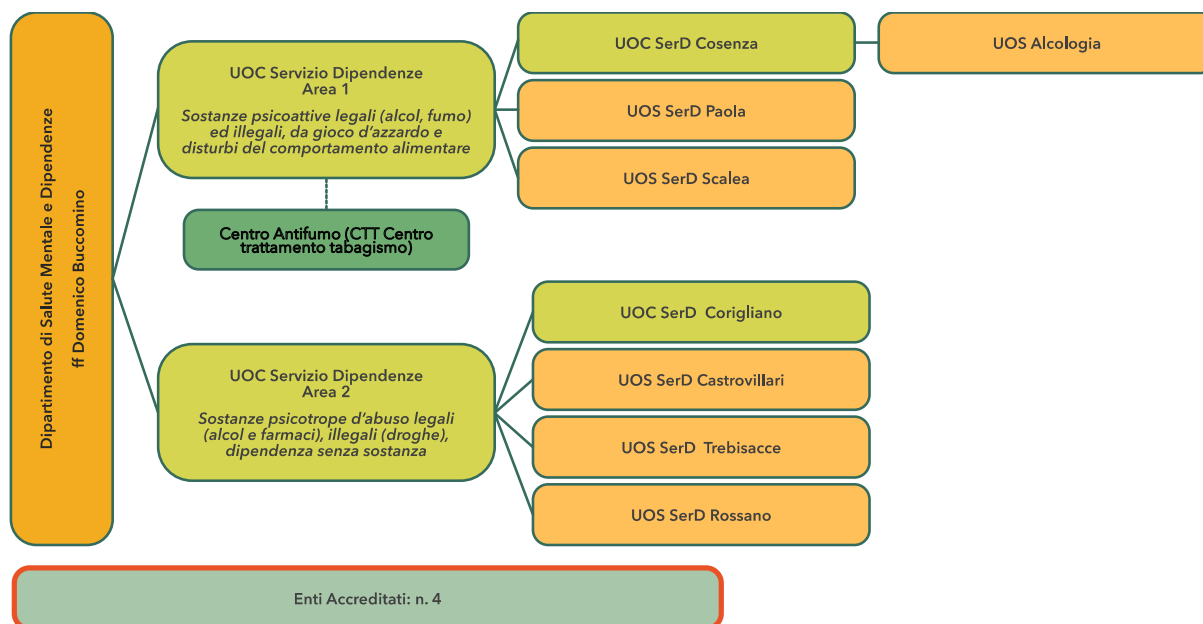 Dipartimento di Salute Mentale e Dipendenze
ff Domenico Buccomino
UOC Servizio Dipendenze
Area 1
Sostanze psicoattive legali (alcol, fumo)
ed illegali, da gioco d'azzardo e
disturbi del comportamento alimentare
Centro Antifumo (CTT Centro
trattamento tabagismo)
UOC SerD Cosenza
UOS Alcologia
UOS SerD Paola
UOS SerD Scalea
UOC Servizio Dipendenze
Area 2
Sostanze psicotrope d'abuso legali
(alcol e farmaci), illegali (droghe),
dipendenza senza sostanza
UOC SerD Corigliano
UOS SerD Castrovillari
UOS SerD Trebisacce
UOS SerD Rossano
Enti Accreditati: n. 4